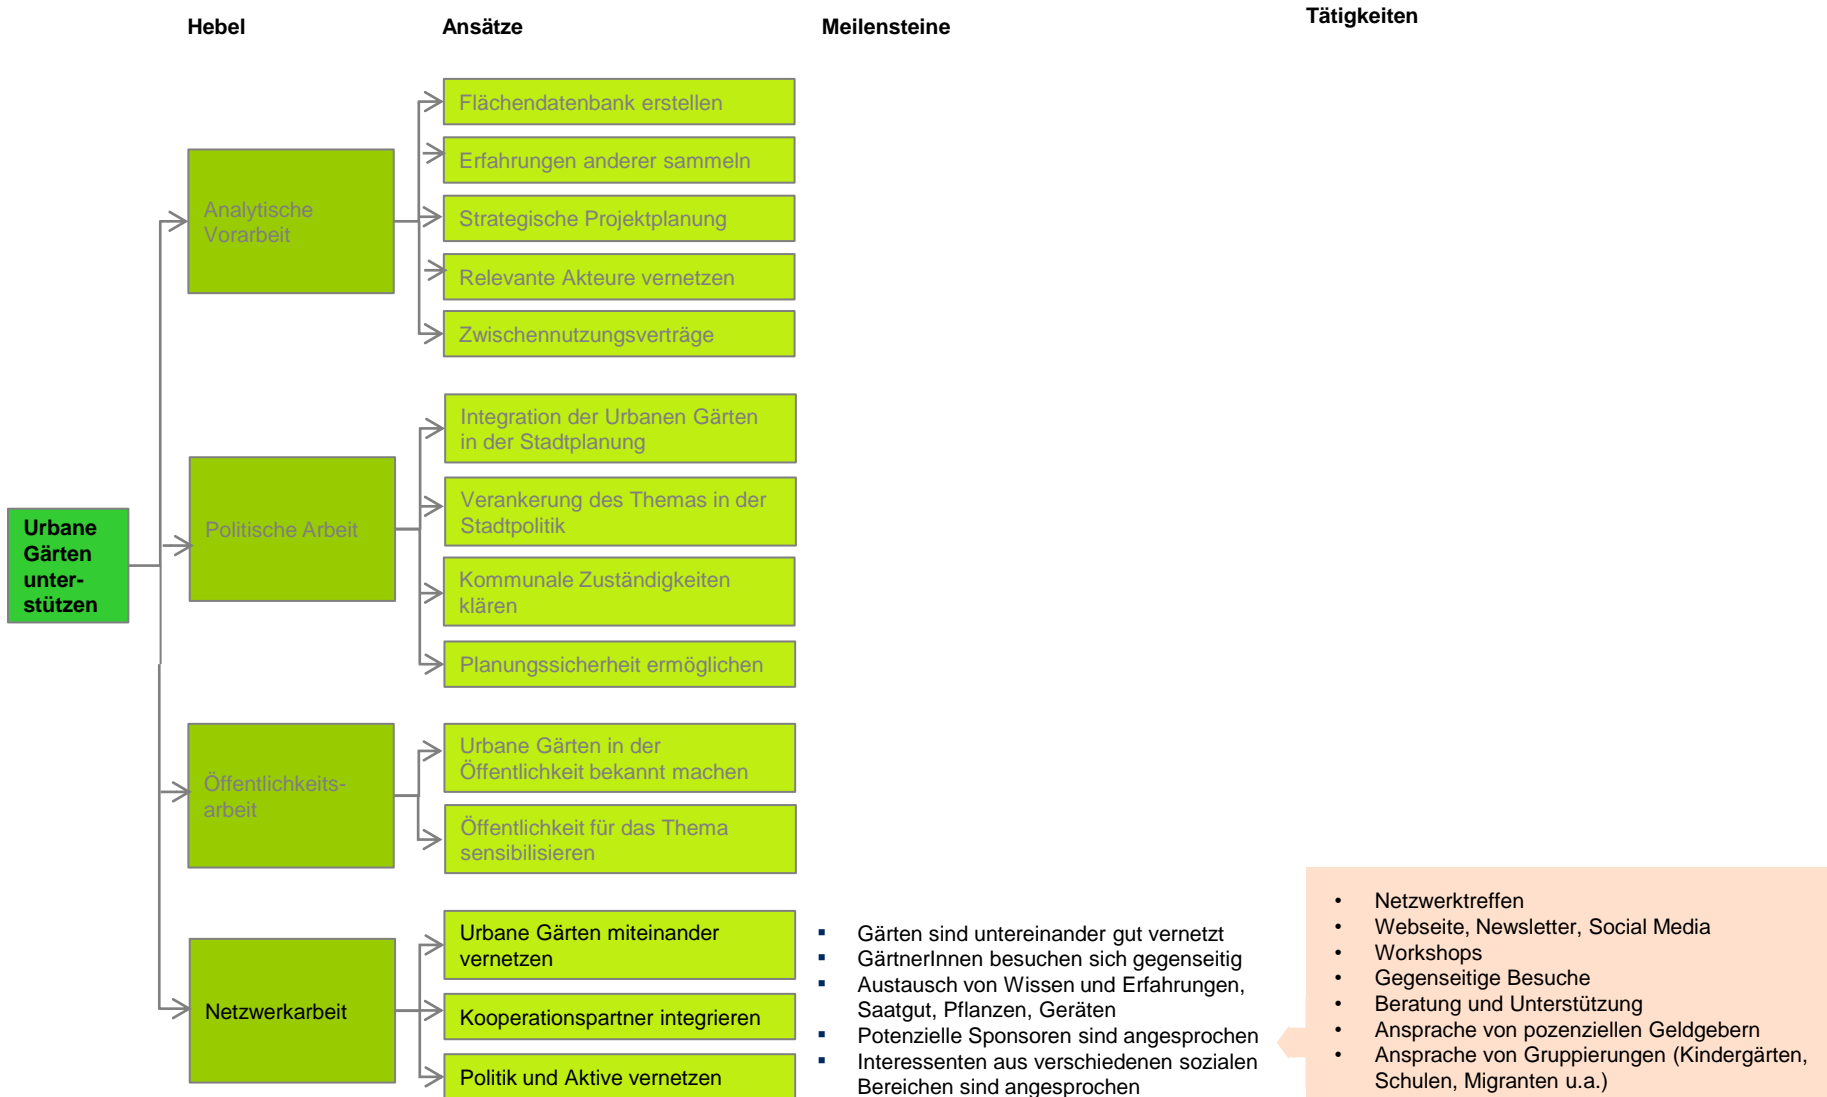 Hebel
Ansätze
Meilensteine
Tätigkeiten
Urbane
Gärten
unter-
stützen
Analytische
Vorarbeit
Flächendatenbank erstellen
Erfahrungen anderer sammeln
Strategische Projektplanung
Relevante Akteure vernetzen
Zwischennutzungsverträge
Politische Arbeit
Integration der Urbanen Gärten
in der Stadtplanung
Verankerung des Themas in der
Stadtpolitik
Kommunale Zuständigkeiten
klären
Planungssicherheit ermöglichen
Öffentlichkeits-
arbeit
Urbane Gärten in der
Öffentlichkeit bekannt machen
Öffentlichkeit für das Thema
sensibilisieren
Netzwerkarbeit
Urbane Gärten miteinander
vernetzen
Kooperationspartner integrieren
Politik und Aktive vernetzen
▪ Gärten sind untereinander gut vernetzt
▪ GärtnerInnen besuchen sich gegenseitig
▪ Austausch von Wissen und Erfahrungen,
Saatgut, Pflanzen, Geräten
▪ Potenzielle Sponsoren sind angesprochen
▪ Interessenten aus verschiedenen sozialen
Bereichen sind angesprochen
• Netzwerktreffen
• Webseite, Newsletter, Social Media
• Workshops
• Gegenseitige Besuche
• Beratung und Unterstützung
• Ansprache von pozenziellen Geldgebern
• Ansprache von Gruppierungen (Kindergärten,
Schulen, Migranten u.a.)